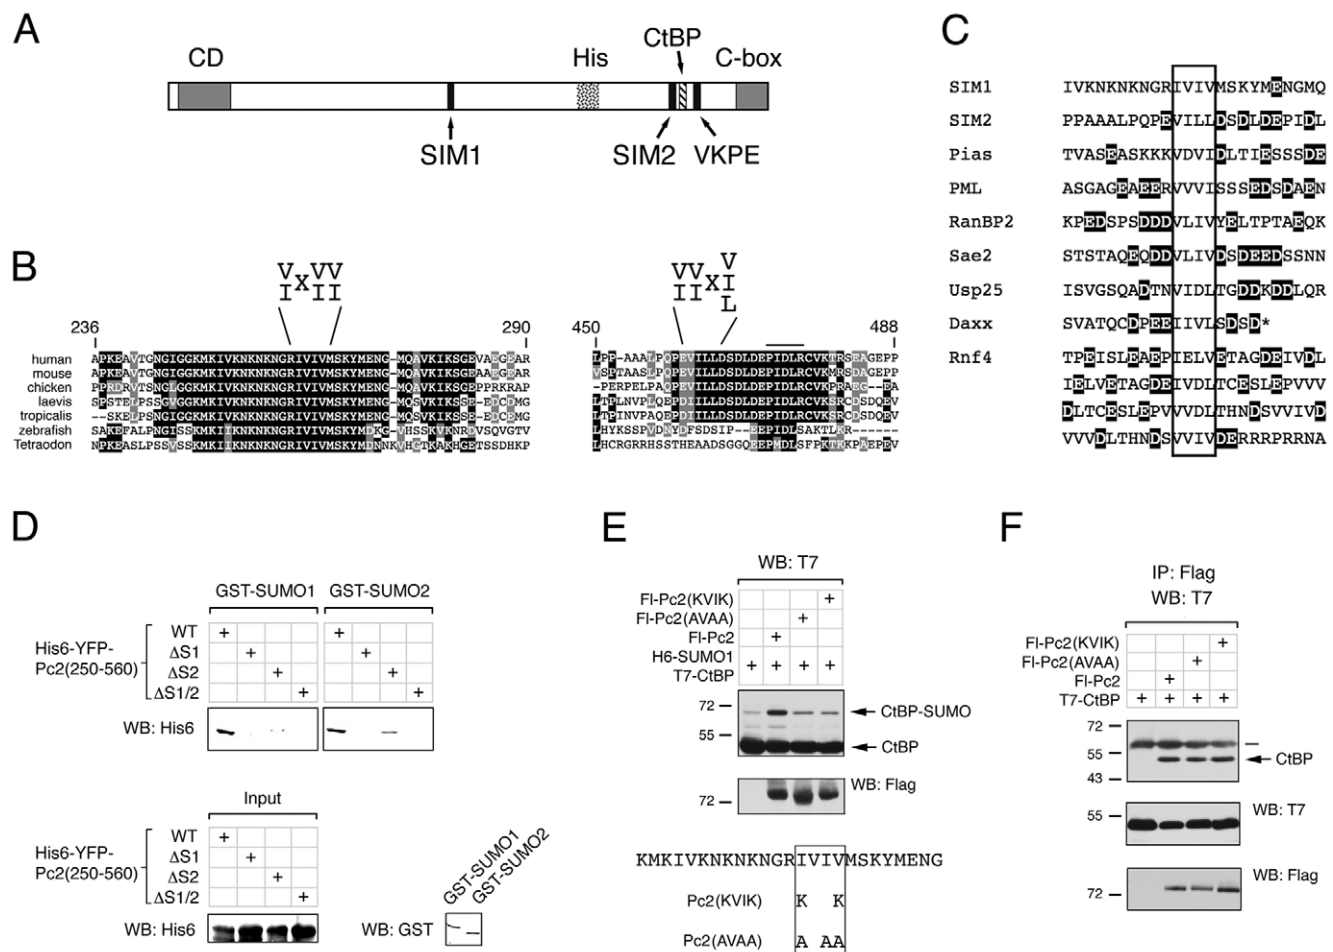 A
CD
His
CtBP
C-box
SIM1
SIM2
VKPE
B
V X V V
I I I
V V X V
I I I
L
236
290
450
488
human
APKEAVTGNGIGGKMKIVKNKNKNGRIVIVMSKYMENG-MQAVKIKSGEVAEGEAR
LPP-AAALPQPEVILLDSDLDEPIDLRCVKTRSEAGEPP
mouse
chicken
laevis
tropicalis
zebrafish
Tetraodon
C
SIM1 IVKNKNKNGRIVIVMSKYMENGMQ
SIM2 PPAAALPQPEVILLDSDLDEPIDL
Pias TVASEASKKKVDVIDLTIESSSDE
PML ASGAGEAEERVVVISSSEDSDAEN
RanBP2 KPEDSPSDDDVLIVYELTPTAEQK
Sae2 STSTAQEQDDVLIVDSDEEDSSNN
Usp25 ISVGSQADTNVIDLTGDDKDDLQR
Daxx SVATQCDPEEIIVLSDSD*
Rnf4 TPEISLEAEPIELVETAGDEIVDL
IELVETAGDEIVDLTCESLEPVVV
DLTCESLEPVVVDLTHNDSVVIVD
VVVDLTHNDSVVIVDERRRPRRNA
D
GST-SUMO1 GST-SUMO2
His6-YFP-
Pc2(250-560)
WT + +
ΔS1 + +
ΔS2 + +
ΔS1/2 + +
WB: His6
Input
His6-YFP-
Pc2(250-560)
WT +
ΔS1 +
ΔS2 +
ΔS1/2 +
WB: His6
GST-SUMO1
GST-SUMO2
WB: GST
E
WB: T7
Fl-Pc2(KVIK) +
Fl-Pc2(AVAA) +
Fl-Pc2 +
H6-SUMO1
T7-CtBP + + + +
72
55
CtBP-SUMO
CtBP
72
WB: Flag
KMKIVKNKNKNGRIVIVMSKYMENG
Pc2(KVIK) K K
Pc2(AVAA) A AA
F
IP: Flag
WB: T7
Fl-Pc2(KVIK) +
Fl-Pc2(AVAA) +
Fl-Pc2 +
T7-CtBP + + + +
72
55
43
CtBP
55
WB: T7
72
WB: Flag